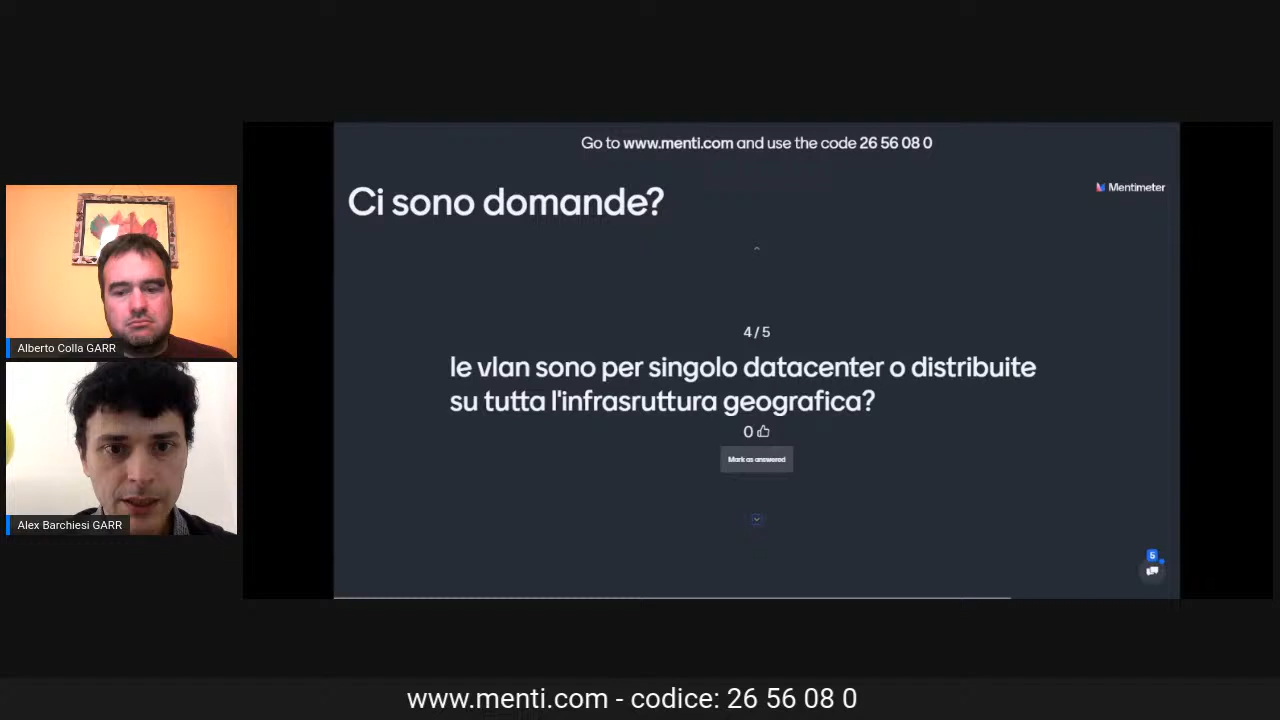 Go to www.menti.com and use the code 26 56 08 0
Mentimeter
Ci sono domande?
4 / 5
le vlan sono per singolo datacenter o distribuite
su tutta l'infrasruttura geografica?
0
Mark as answered
5
Alberto Colla GARR
Alex Barchiesi GARR
www.menti.com - codice: 26 56 08 0